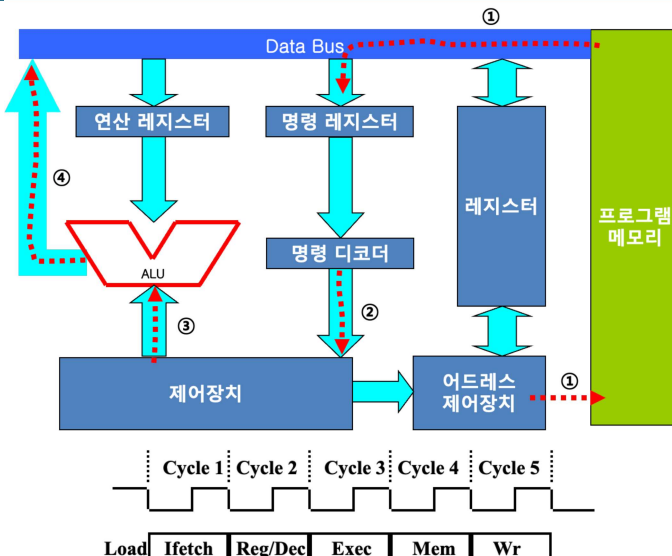 ①
Data Bus
연산 레지스터
명령 레지스터
레지스터
프로그램
메모리
④
명령 디코더
ALU
③
②
제어장치
어드레스
제어장치
①
Cycle 1 Cycle 2 Cycle 3 Cycle 4 Cycle 5
Load Ifetch Reg/Dec Exec Mem Wr